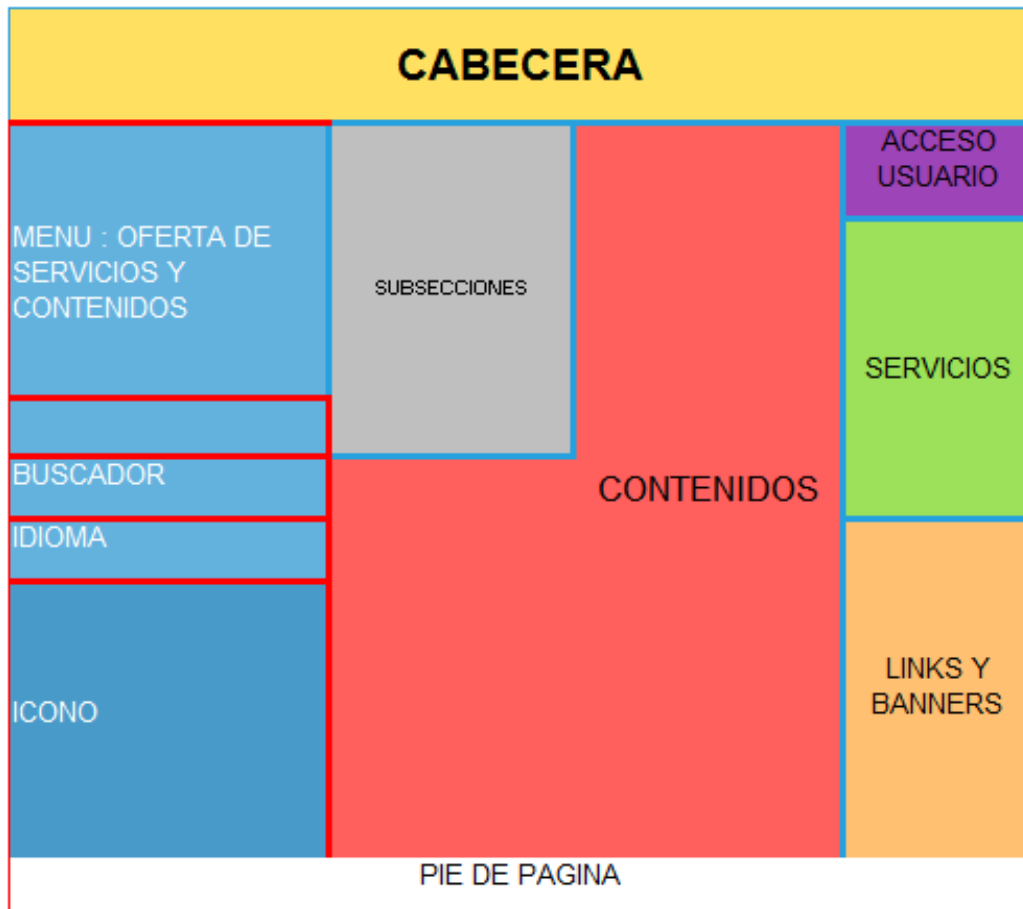 CABECERA
MENU : OFERTA DE
SERVICIOS Y
CONTENIDOS
BUSCADOR
IDIOMA
ICONO
SUBSECCIONES
CONTENIDOS
ACCESO
USUARIO
SERVICIOS
LINKS Y
BANNERS
PIE DE PAGINA